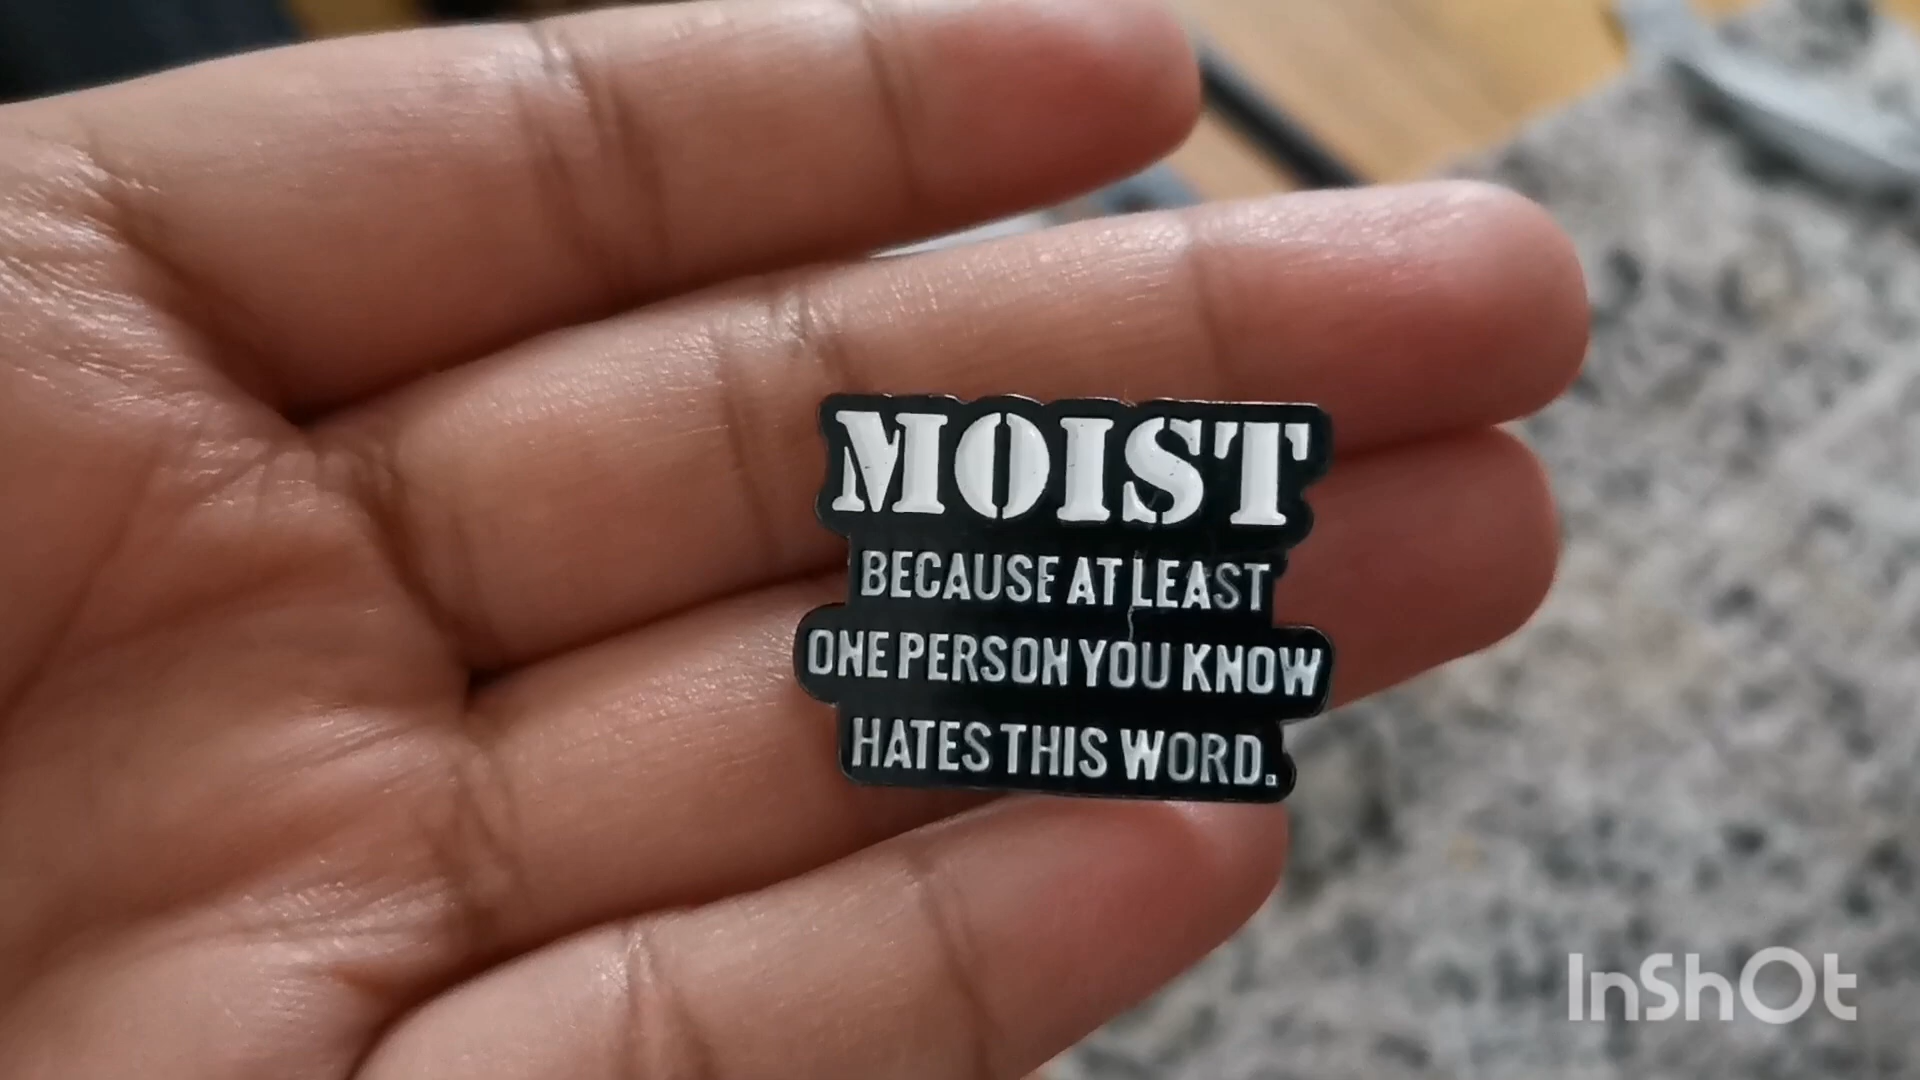 MOIST
BECAUSE AT LEAST
ONE PERSON YOU KNOW
HATES THIS WORD.
InShOt